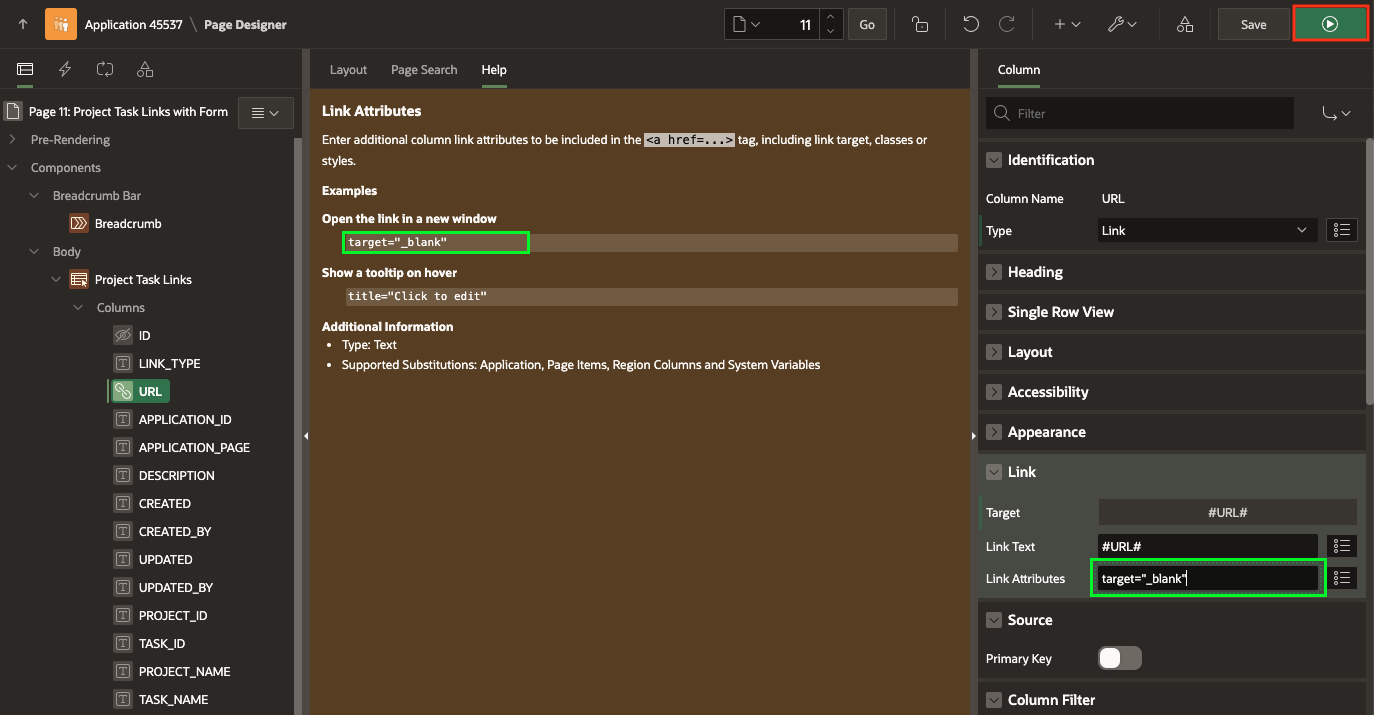 Application 45537 \ Page Designer
11
Go
Save
Layout
Page Search
Help
Column
Page 11: Project Task Links with Form
Pre-Rendering
Components
Breadcrumb Bar
Breadcrumb
Body
Project Task Links
Columns
ID
LINK_TYPE
URL
APPLICATION_ID
APPLICATION_PAGE
DESCRIPTION
CREATED
CREATED_BY
UPDATED
UPDATED_BY
PROJECT_ID
TASK_ID
PROJECT_NAME
TASK_NAME
Link Attributes
Enter additional column link attributes to be included in the <a href=...> tag, including link target, classes or
styles.
Examples
Open the link in a new window
target="_blank"
Show a tooltip on hover
title="Click to edit"
Additional Information
• Type: Text
• Supported Substitutions: Application, Page Items, Region Columns and System Variables
Filter
Identification
Column Name URL
Type Link
Heading
Single Row View
Layout
Accessibility
Appearance
Link
Target #URL#
Link Text #URL#
Link Attributes target="_blank"
Source
Primary Key
Column Filter